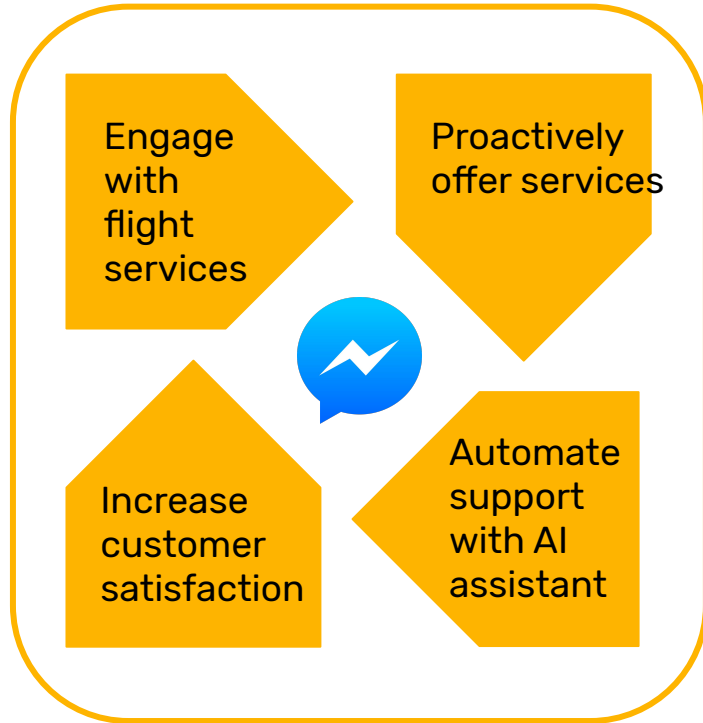 Engage
with
flight
services
Proactively
offer services
Automate
support
with AI
assistant
Increase
customer
satisfaction